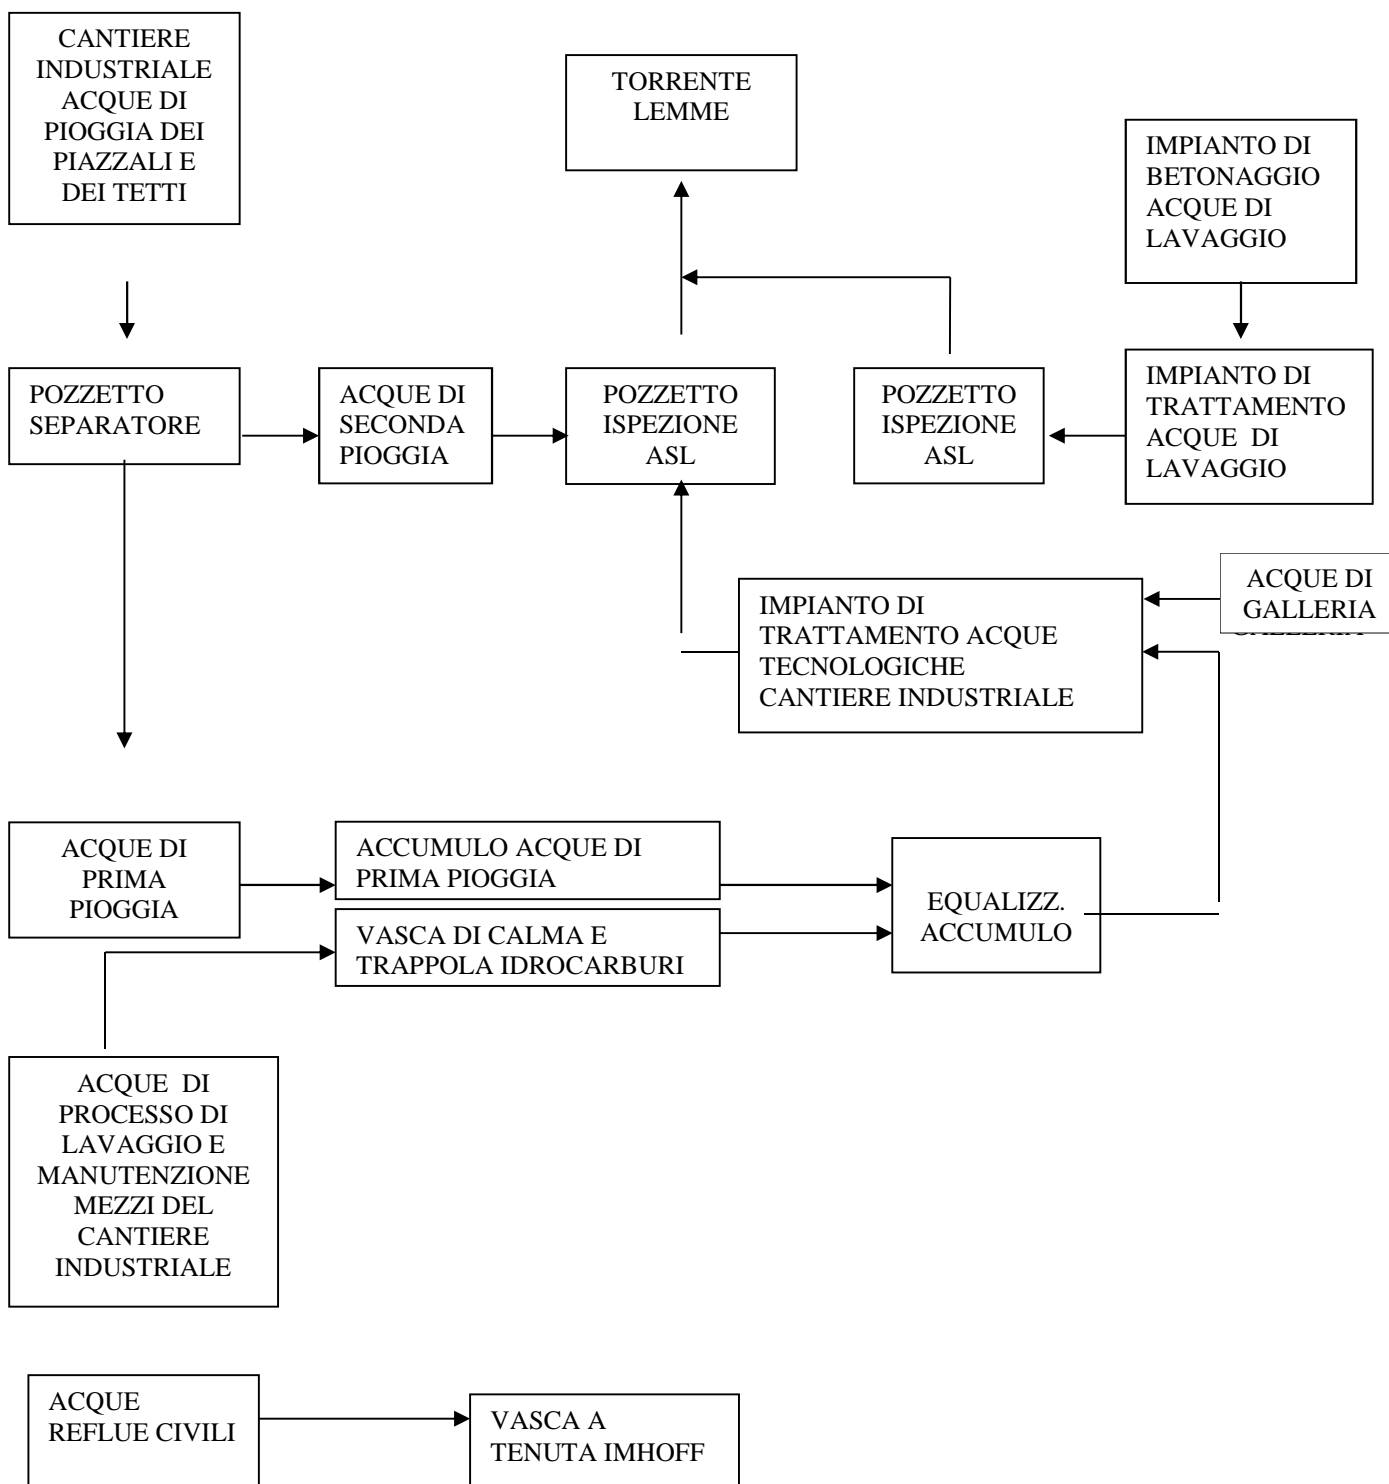 CANTIERE
INDUSTRIALE
ACQUE DI
PIOGGIA DEI
PIAZZALI E
DEI TETTI
TORRENTE
LEMME
IMPIANTO DI
BETONAGGIO
ACQUE DI
LAVAGGIO
POZZETTO
SEPARATORE
ACQUE DI
SECONDA
PIOGGIA
POZZETTO
ISPEZIONE
ASL
POZZETTO
ISPEZIONE
ASL
IMPIANTO DI
TRATTAMENTO
ACQUE  DI
LAVAGGIO
ACQUE DI
GALLERIA
IMPIANTO DI
TRATTAMENTO ACQUE
TECNOLOGICHE
CANTIERE INDUSTRIALE
ACQUE DI
PRIMA
PIOGGIA
ACCUMULO ACQUE DI
PRIMA PIOGGIA
VASCA DI CALMA E
TRAPPOLA IDROCARBURI
EQUALIZZ.
ACCUMULO
ACQUE  DI
PROCESSO DI
LAVAGGIO E
MANUTENZIONE
MEZZI DEL
CANTIERE
INDUSTRIALE
ACQUE
REFLUE CIVILI
VASCA A
TENUTA IMHOFF